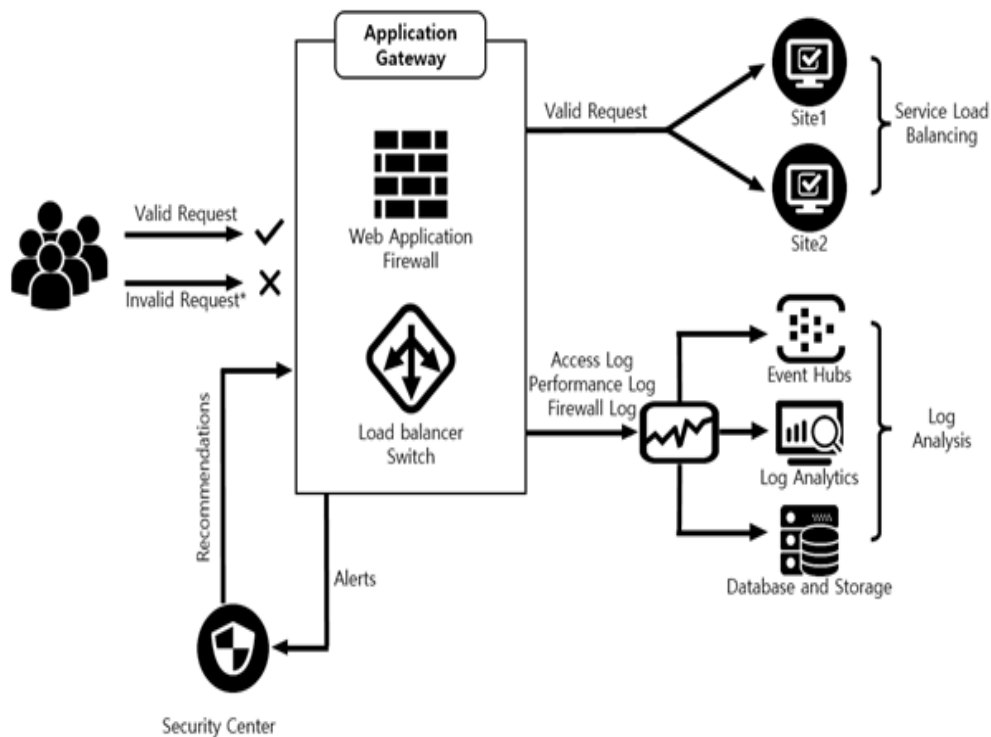 Application
Gateway
Valid Request
Site1
Service Load
Balancing
Site2
Web Application
Firewall
Valid Request
Invalid Request*
Load balancer
Switch
Access Log
Performance Log
Firewall Log
Event Hubs
Log Analytics
Log
Analysis
Database and Storage
Recommendations
Alerts
Security Center